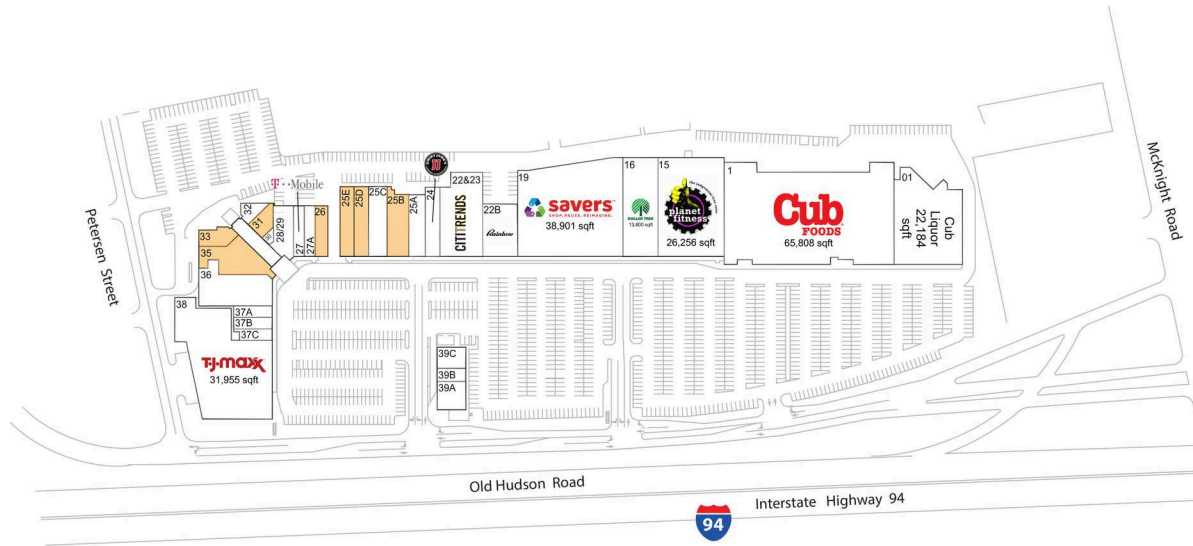 McKnight Road
Petersen Street
T··Mobile
32
31
30
33
35
36
28/29
27
27A
26
25E
25D
25C
25B
25A
24
22&23
CITITRENDS
22B
Rainbow
19
savers
SHOP. REUSE. REIMAGINE.
38,901 sqft
16
DOLLAR TREE
13,800 sqft
15
planet
fitness
26,256 sqft
1
Cub
FOODS
65,808 sqft
01
Cub
Liquor
22,184
sqft
38
37A
37B
37C
T·J·maxx
31,955 sqft
39C
39B
39A
Old Hudson Road
Interstate Highway 94
94